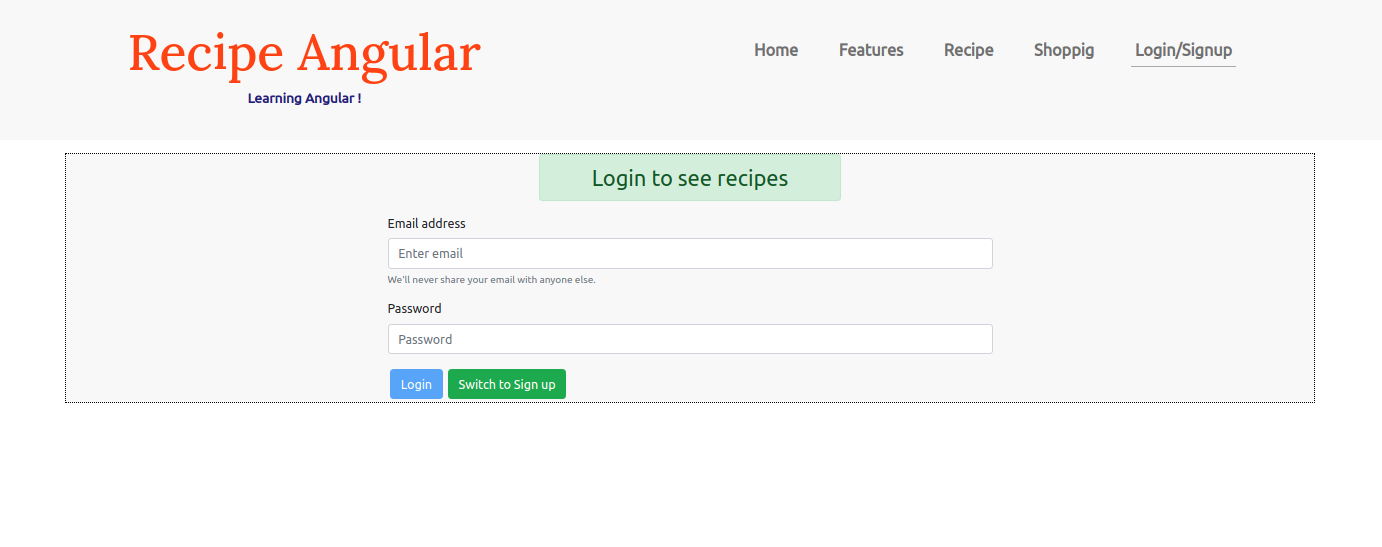 Recipe Angular
Learning Angular !
Home Features Recipe Shoppig Login/Signup
Login to see recipes
Email address
Enter email
We'll never share your email with anyone else.
Password
Password
Login Switch to Sign up